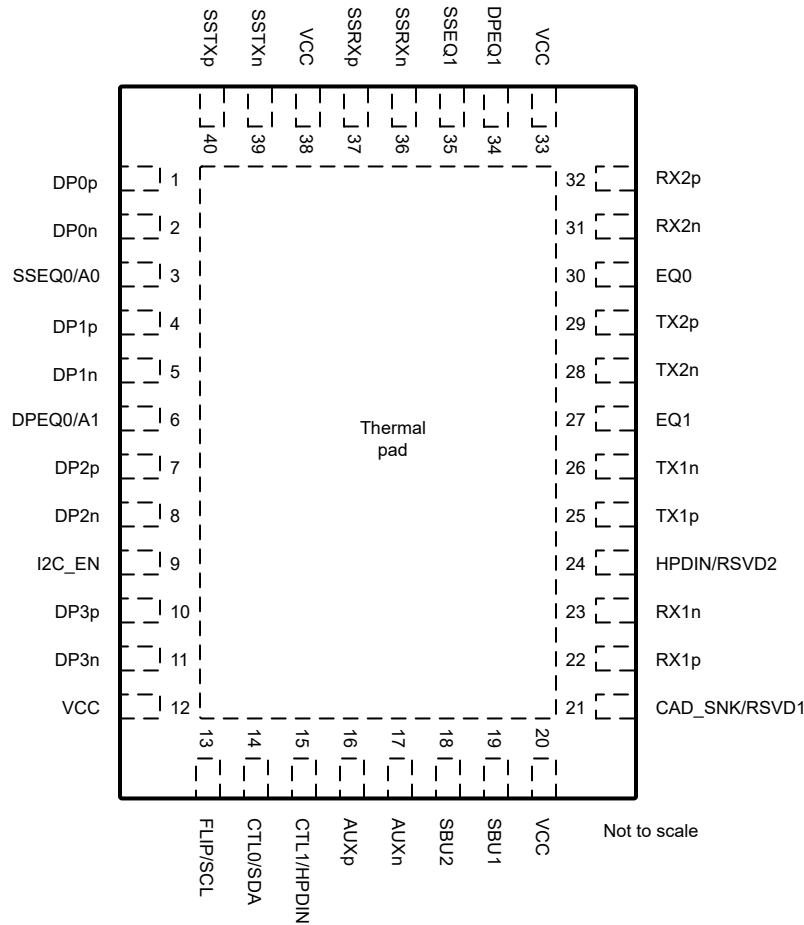 SSTXp
SSTXn
VCC
SSRXp
SSRXn
SSEQ1
DPEQ1
VCC
40
39
38
37
36
35
34
33
DP0p 1
DP0n 2
SSEQ0/A0 3
DP1p 4
DP1n 5
DPEQ0/A1 6
DP2p 7
DP2n 8
I2C_EN 9
DP3p 10
DP3n 11
VCC 12
Thermal
pad
32 RX2p
31 RX2n
30 EQ0
29 TX2p
28 TX2n
27 EQ1
26 TX1n
25 TX1p
24 HPDIN/RSVD2
23 RX1n
22 RX1p
21 CAD_SNK/RSVD1
13
14
15
16
17
18
19
20
FLIP/SCL
CTL0/SDA
CTL1/HPDIN
AUXp
AUXn
SBU2
SBU1
VCC
Not to scale